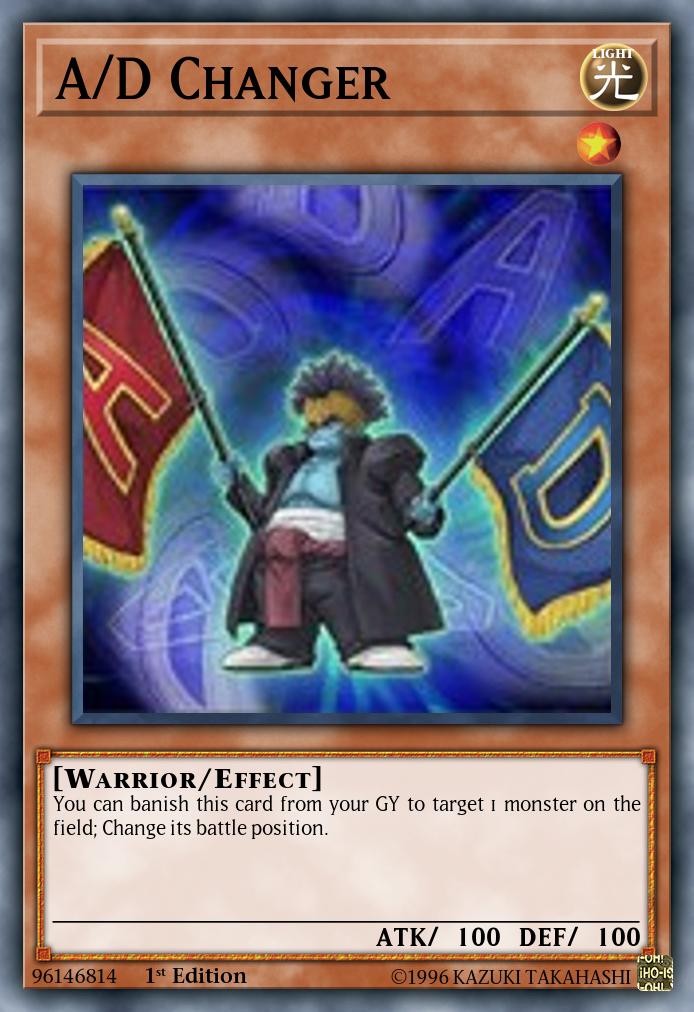 A/D CHANGER
LIGHT
光
A
D
D
A
[WARRIOR/EFFECT]
You can banish this card from your GY to target 1 monster on the
field; Change its battle position.
ATK/ 100 DEF/ 100
96146814 1st Edition ©1996 KAZUKI TAKAHASHI